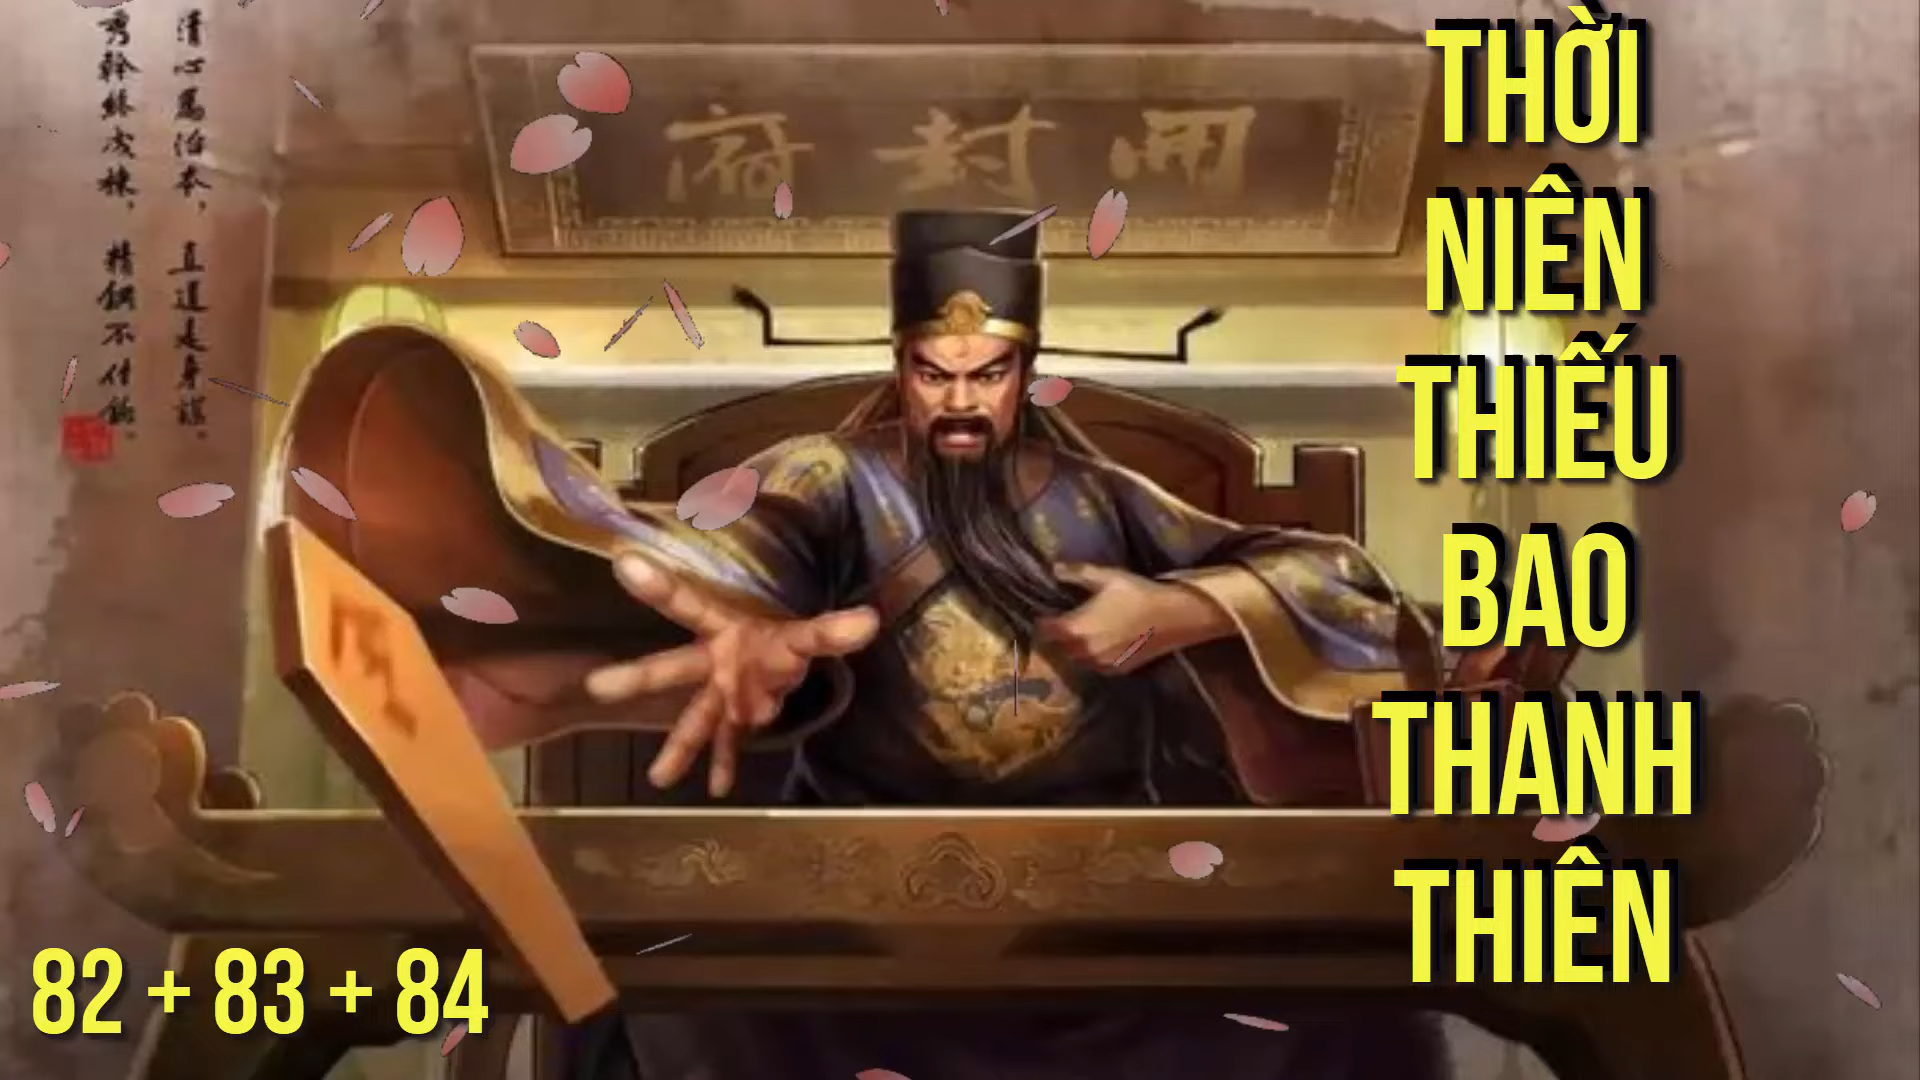 清心為治本，直道是身謀。
秀幹終成棟，精鋼不作鉤。
開封府
THỜI
NIÊN
THIẾU
BAO
THANH
THIÊN
82 + 83 + 84